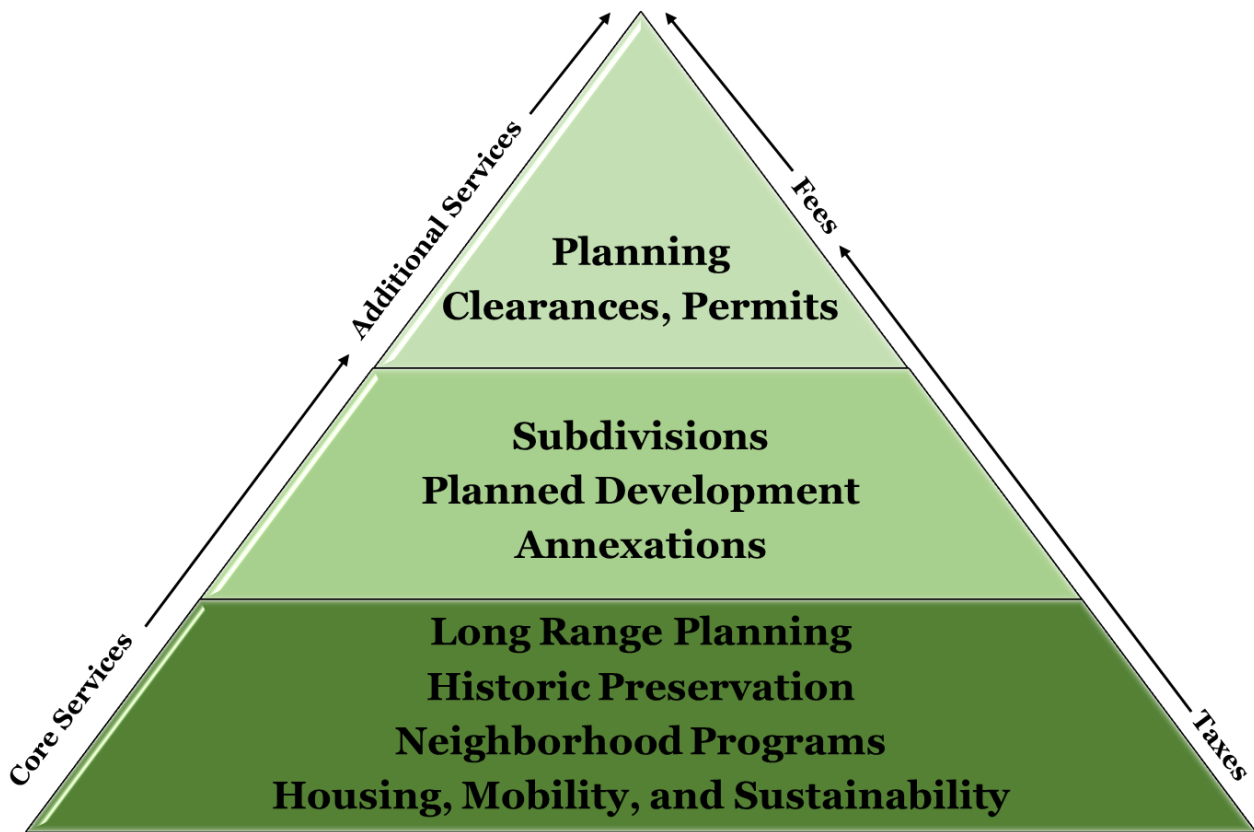 Additional Services
Fees
Planning
Clearances, Permits
Subdivisions
Planned Development
Annexations
Core Services
Taxes
Long Range Planning
Historic Preservation
Neighborhood Programs
Housing, Mobility, and Sustainability